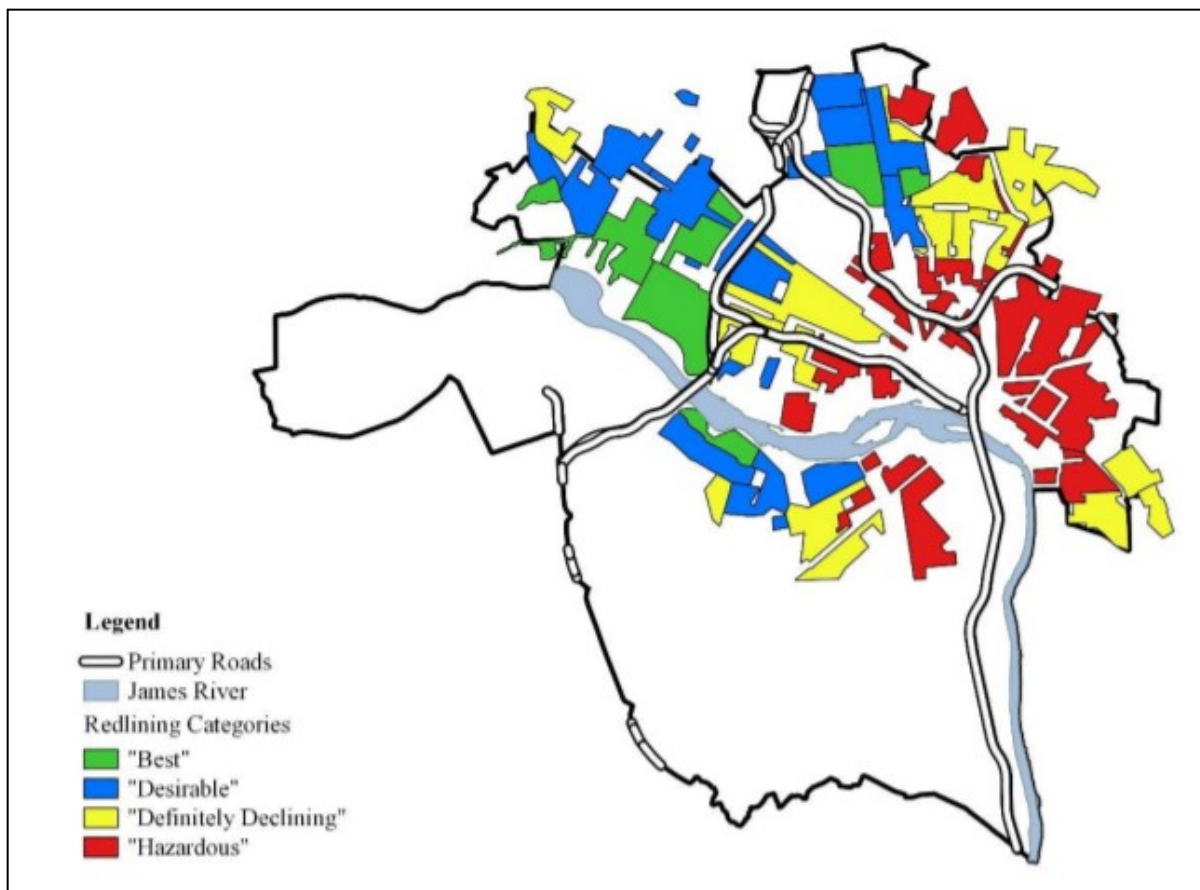 Legend
Primary Roads
James River
Redlining Categories
"Best"
"Desirable"
"Definitely Declining"
"Hazardous"